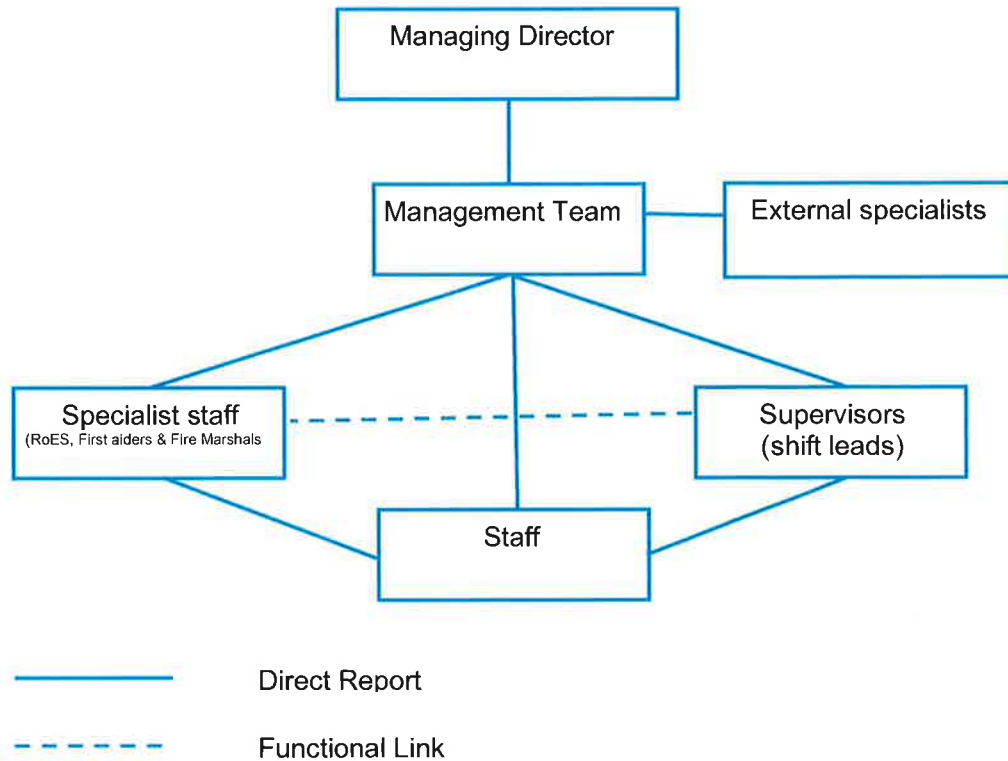 Managing Director
Management Team
External specialists
Specialist staff
(RoES, First aiders & Fire Marshals
Supervisors
(shift leads)
Staff
Direct Report
Functional Link